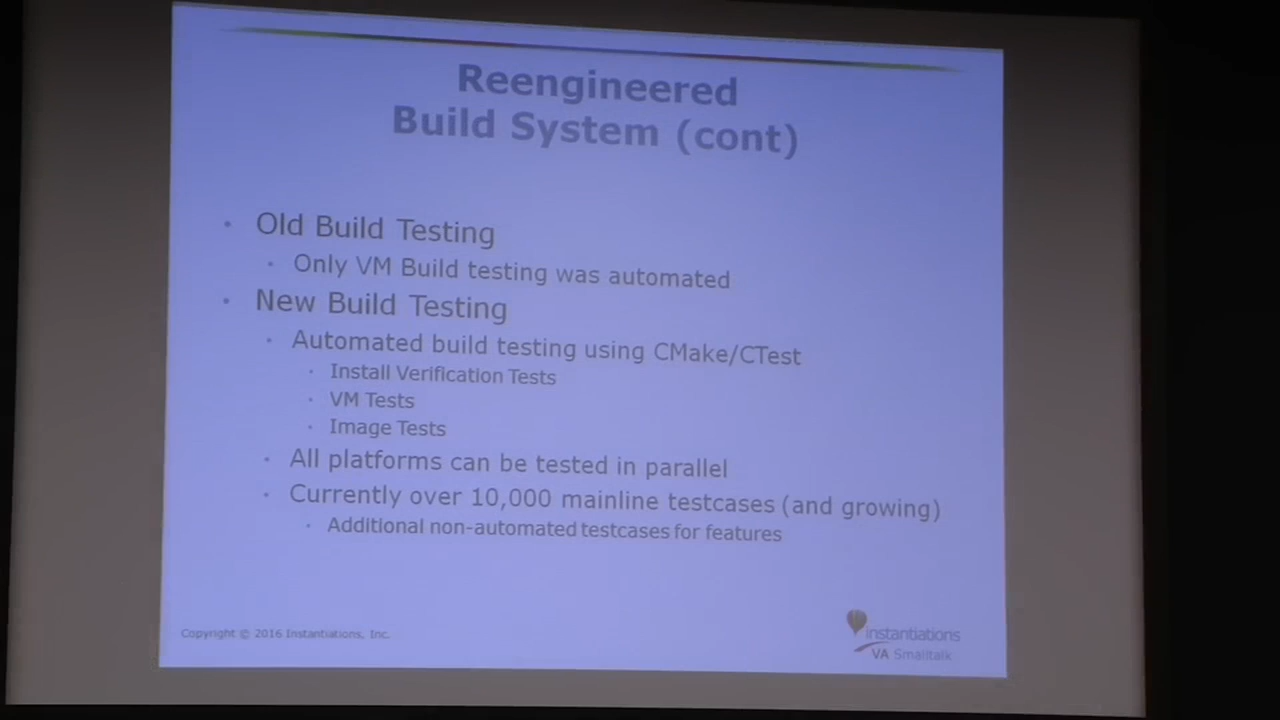 Reengineered
Build System (cont)
Old Build Testing
Only VM Build testing was automated
New Build Testing
Automated build testing using CMake/CTest
Install Verification Tests
VM Tests
Image Tests
All platforms can be tested in parallel
Currently over 10,000 mainline testcases (and growing)
Additional non-automated testcases for features
Copyright © 2016 Instantiations, Inc.
instantiations
VA Smalltalk